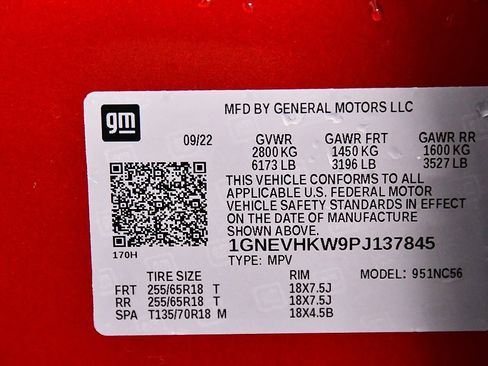 gm
MFD BY GENERAL MOTORS LLC
09/22 GVWR GAWR FRT GAWR RR
2800 KG 1450 KG 1600 KG
6173 LB 3196 LB 3527 LB
THIS VEHICLE CONFORMS TO ALL
APPLICABLE U.S. FEDERAL MOTOR
VEHICLE SAFETY STANDARDS IN EFFECT
ON THE DATE OF MANUFACTURE
SHOWN ABOVE.
1GNEVHKW9PJ137845
170H
TYPE: MPV
TIRE SIZE RIM MODEL: 951NC56
FRT 255/65R18 T 18X7.5J
RR 255/65R18 T 18X7.5J
SPA T135/70R18 M 18X4.5B